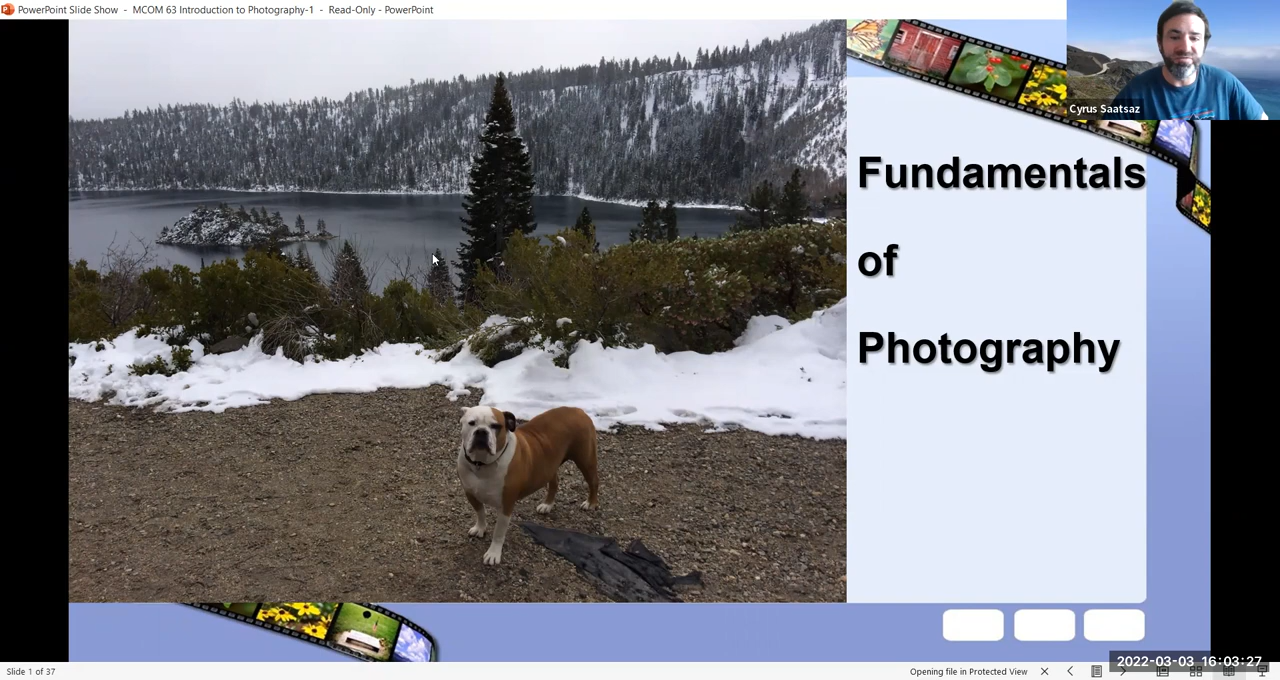 PowerPoint Slide Show - MCOM 63 Introduction to Photography-1 - Read-Only - PowerPoint
Cyrus Saatsaz
Fundamentals
of
Photography
Slide 1 of 37
Opening file in Protected View
2022-03-03 16:03:27